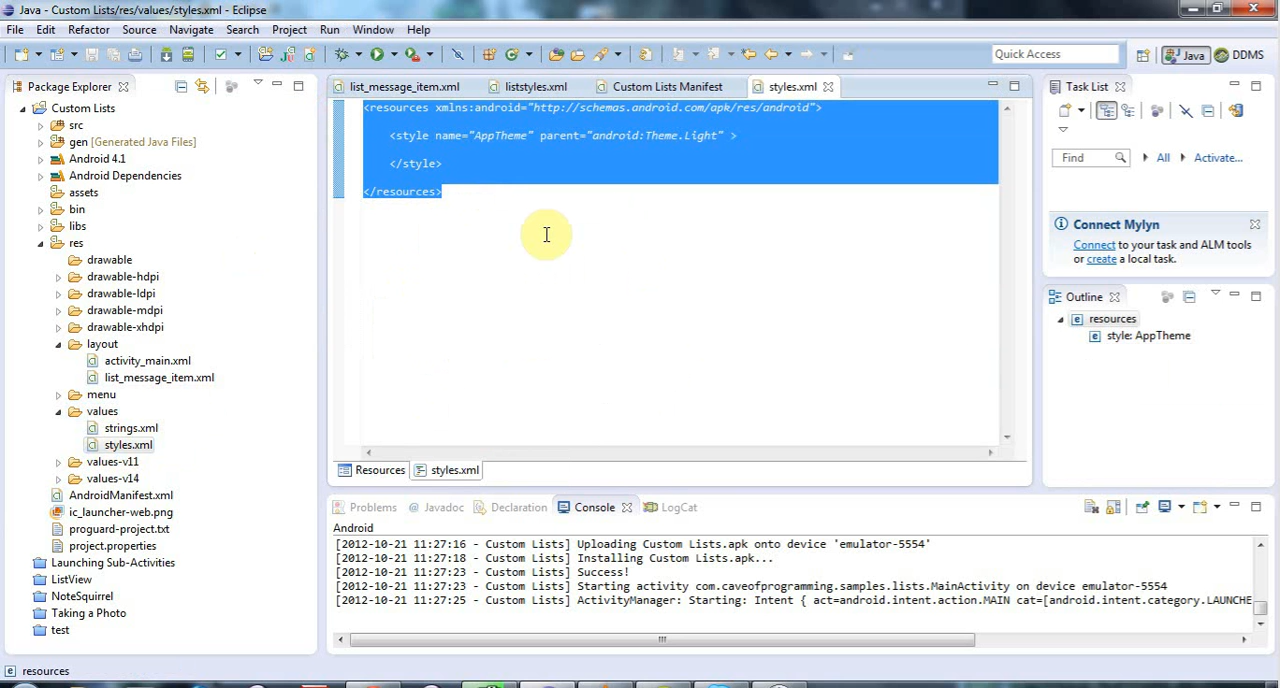 Java - Custom Lists/res/values/styles.xml - Eclipse
File Edit Refactor Source Navigate Search Project Run Window Help
Quick Access Java DDMS
Package Explorer
list_message_item.xml liststyles.xml Custom Lists Manifest styles.xml
Task List
Custom Lists
src
gen [Generated Java Files]
Android 4.1
Android Dependencies
assets
bin
libs
res
drawable
drawable-hdpi
drawable-ldpi
drawable-mdpi
drawable-xhdpi
layout
activity_main.xml
list_message_item.xml
menu
values
strings.xml
styles.xml
values-v11
values-v14
AndroidManifest.xml
ic_launcher-web.png
proguard-project.txt
project.properties
Launching Sub-Activities
ListView
NoteSquirrel
Taking a Photo
test
<resources xmlns:android="http://schemas.android.com/apk/res/android">
<style name="AppTheme" parent="android:Theme.Light" >
</style>
</resources>
Resources styles.xml
Find All Activate...
Connect Mylyn
Connect to your task and ALM tools
or create a local task.
Outline
resources
style: AppTheme
Problems @ Javadoc Declaration Console LogCat
Android
[2012-10-21 11:27:16 - Custom Lists] Uploading Custom Lists.apk onto device 'emulator-5554'
[2012-10-21 11:27:18 - Custom Lists] Installing Custom Lists.apk...
[2012-10-21 11:27:23 - Custom Lists] Success!
[2012-10-21 11:27:23 - Custom Lists] Starting activity com.caveofprogramming.samples.lists.MainActivity on device emulator-5554
[2012-10-21 11:27:25 - Custom Lists] ActivityManager: Starting: Intent { act=android.intent.action.MAIN cat=[android.intent.category.LAUNCHE
resources